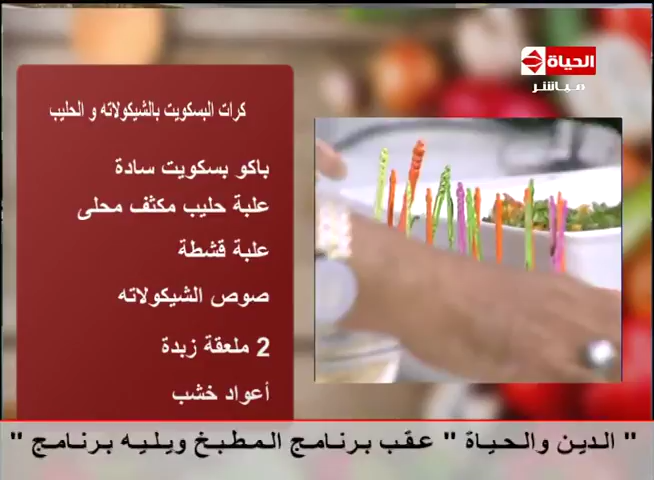 الحياة
مباشر
كرات البسكويت بالشيكولاته و الحليب
باكو بسكويت سادة
علبة حليب مكثف محلى
علبة قشطة
صوص الشيكولاته
2 ملعقة زبدة
أعواد خشب
" الدين والحياة " عقب برنامج المطبخ ويليه برنامج "